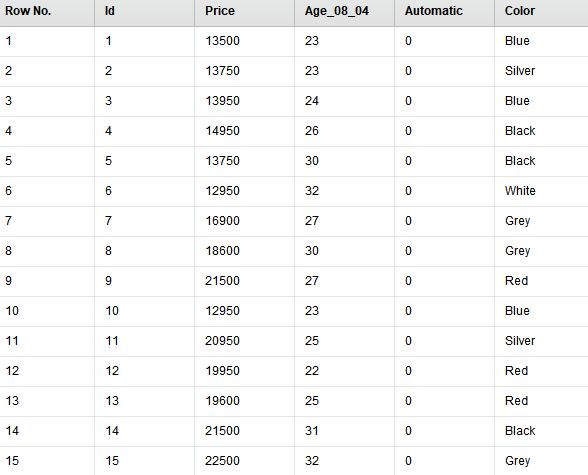 Row No. Id Price Age_08_04 Automatic Color
1 1 13500 23 0 Blue
2 2 13750 23 0 Silver
3 3 13950 24 0 Blue
4 4 14950 26 0 Black
5 5 13750 30 0 Black
6 6 12950 32 0 White
7 7 16900 27 0 Grey
8 8 18600 30 0 Grey
9 9 21500 27 0 Red
10 10 12950 23 0 Blue
11 11 20950 25 0 Silver
12 12 19950 22 0 Red
13 13 19600 25 0 Red
14 14 21500 31 0 Black
15 15 22500 32 0 Grey